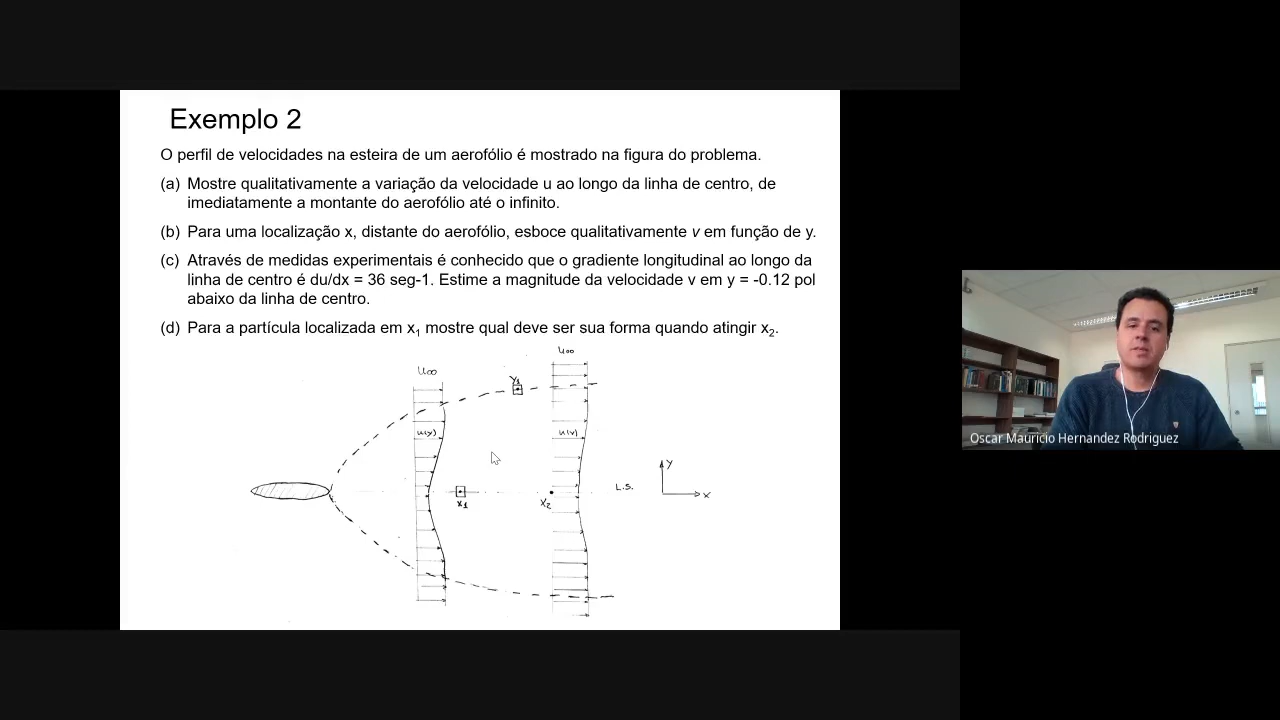 Exemplo 2
O perfil de velocidades na esteira de um aerofólio é mostrado na figura do problema.
(a) Mostre qualitativamente a variação da velocidade u ao longo da linha de centro, de
imediatamente a montante do aerofólio até o infinito.
(b) Para uma localização x, distante do aerofólio, esboce qualitativamente v em função de y.
(c) Através de medidas experimentais é conhecido que o gradiente longitudinal ao longo da
linha de centro é du/dx = 36 seg-1. Estime a magnitude da velocidade v em y = -0.12 pol
abaixo da linha de centro.
(d) Para a partícula localizada em x₁ mostre qual deve ser sua forma quando atingir x₂.
U∞
U∞
Y1
u(y)
u(y)
Y
X
L.S.
X1
X2
Oscar Mauricio Hernandez Rodriguez